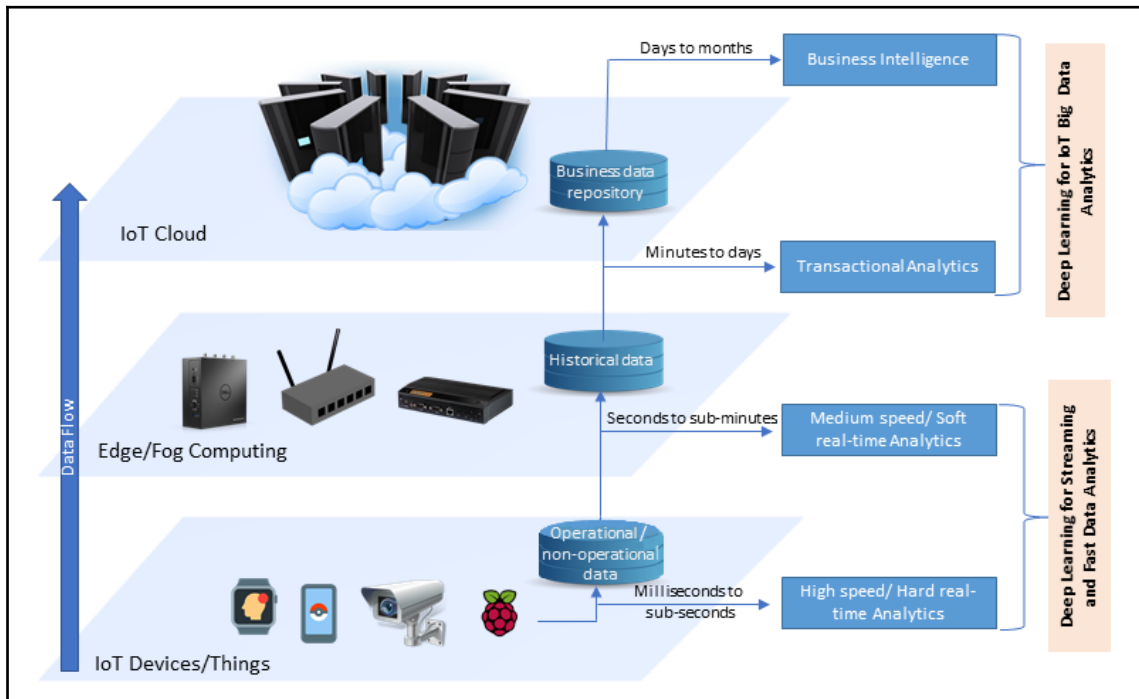 Days to months
Business Intelligence
Business data
repository
IoT Cloud
Minutes to days
Transactional Analytics
Deep Learning for IoT Big Data
Analytics
Historical data
Seconds to sub-minutes
Medium speed/ Soft
real-time Analytics
Edge/Fog Computing
Data Flow
Operational/
non-operational
data
Milliseconds to
sub-seconds
High speed/ Hard real-
time Analytics
Deep Learning for Streaming
and Fast Data Analytics
IoT Devices/Things